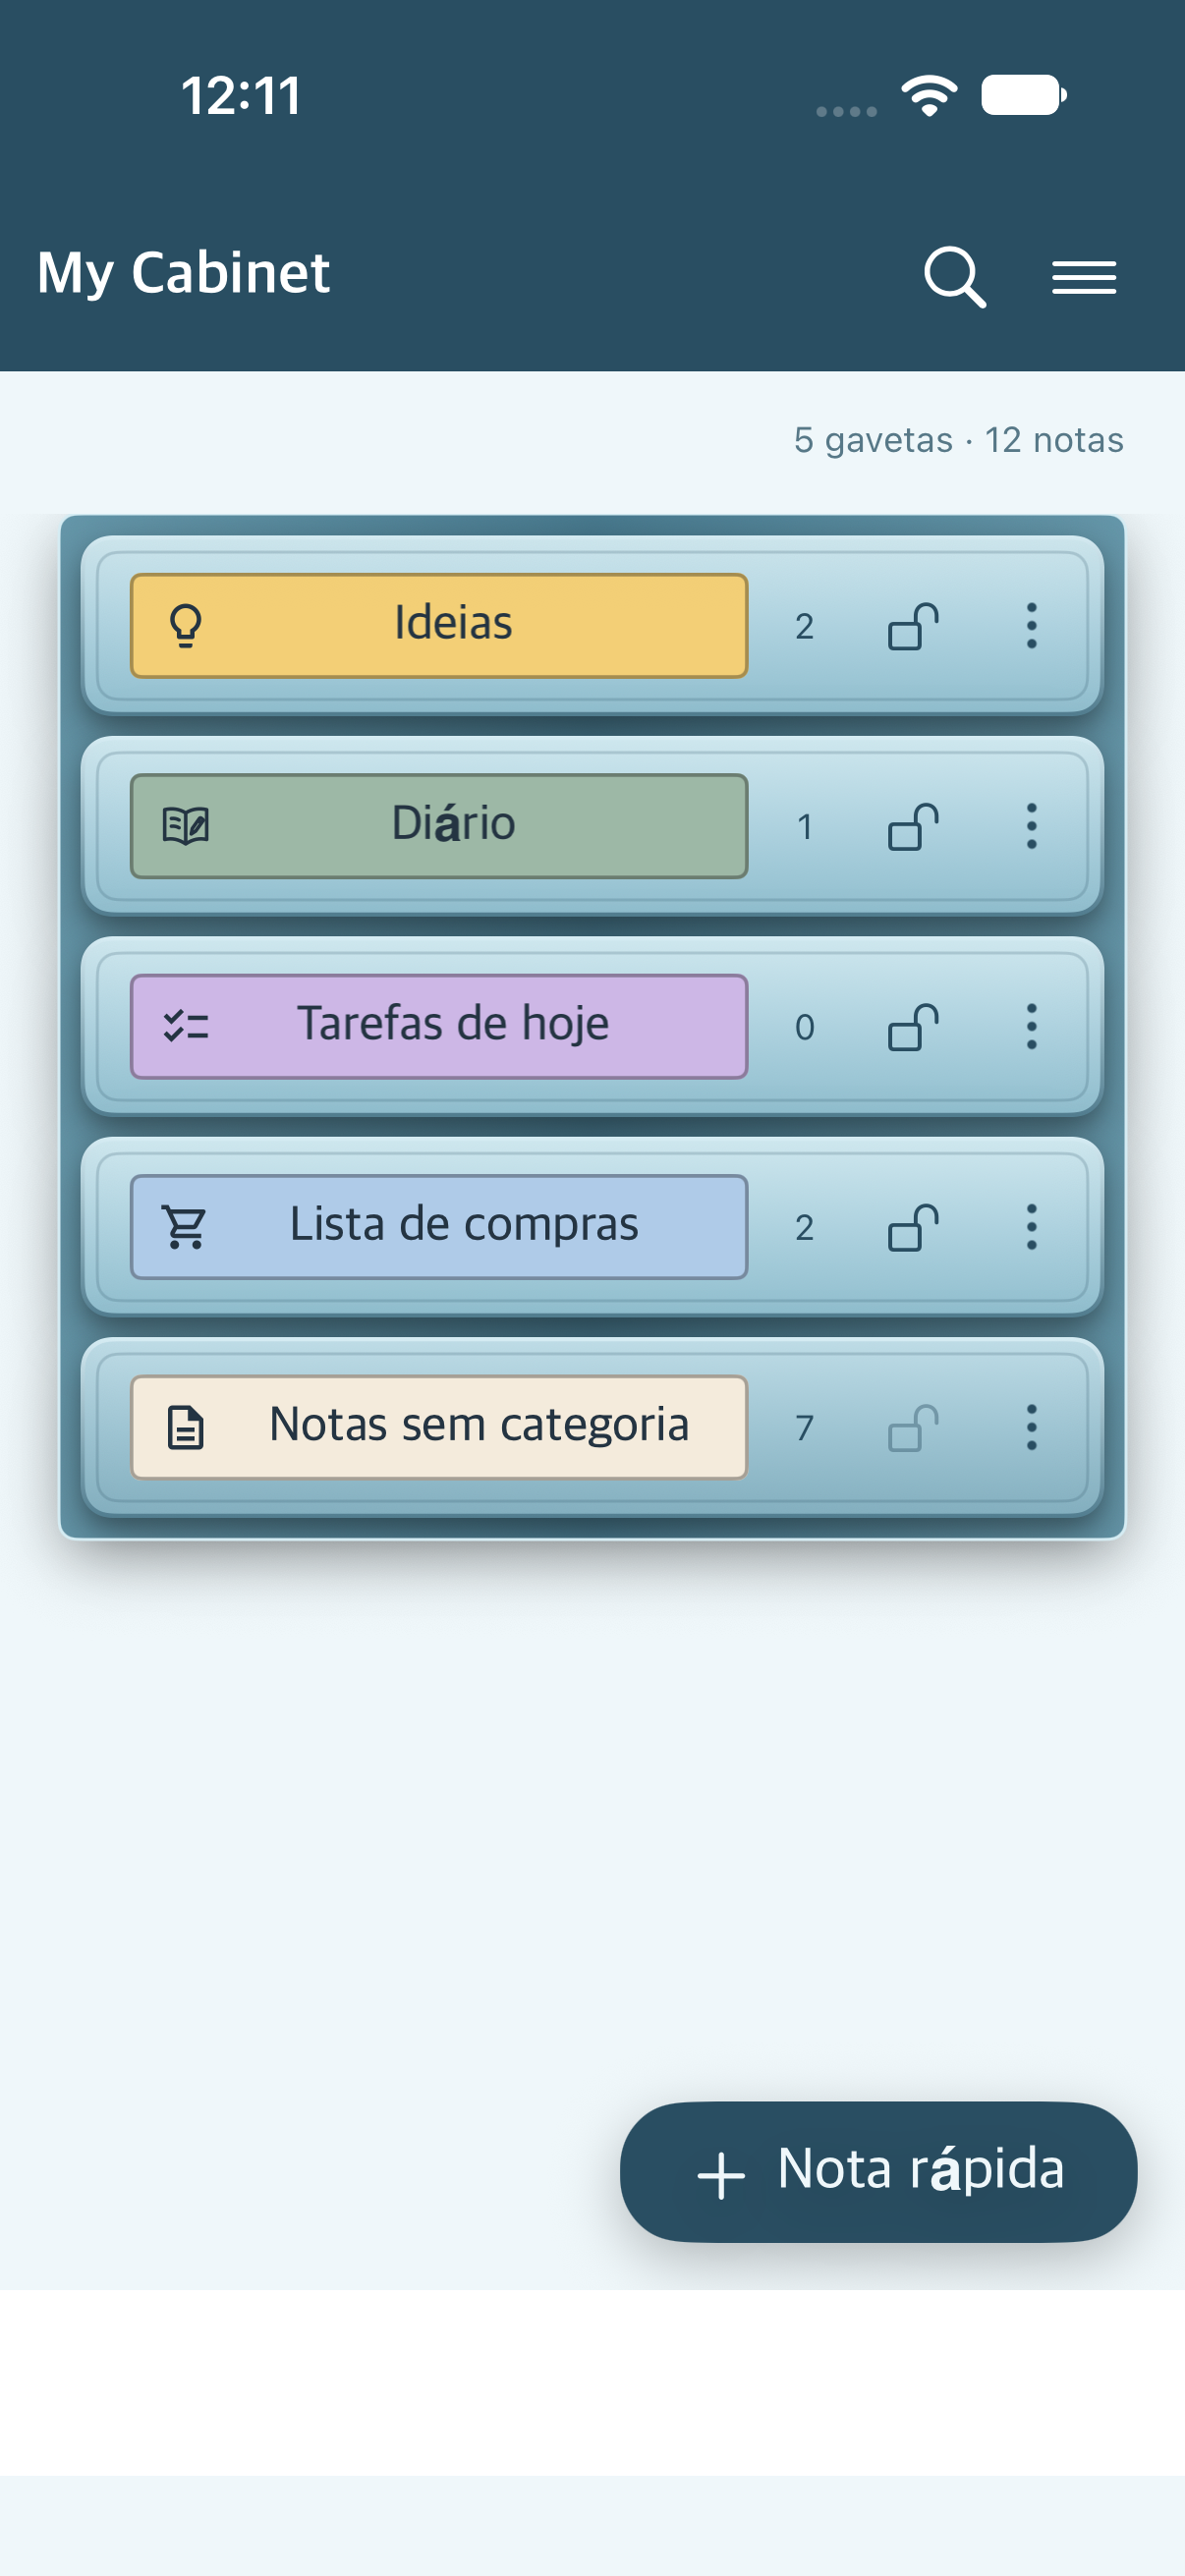 12:11
My Cabinet
5 gavetas · 12 notas
Ideias 2
Diário 1
Tarefas de hoje 0
Lista de compras 2
Notas sem categoria 7
+ Nota rápida